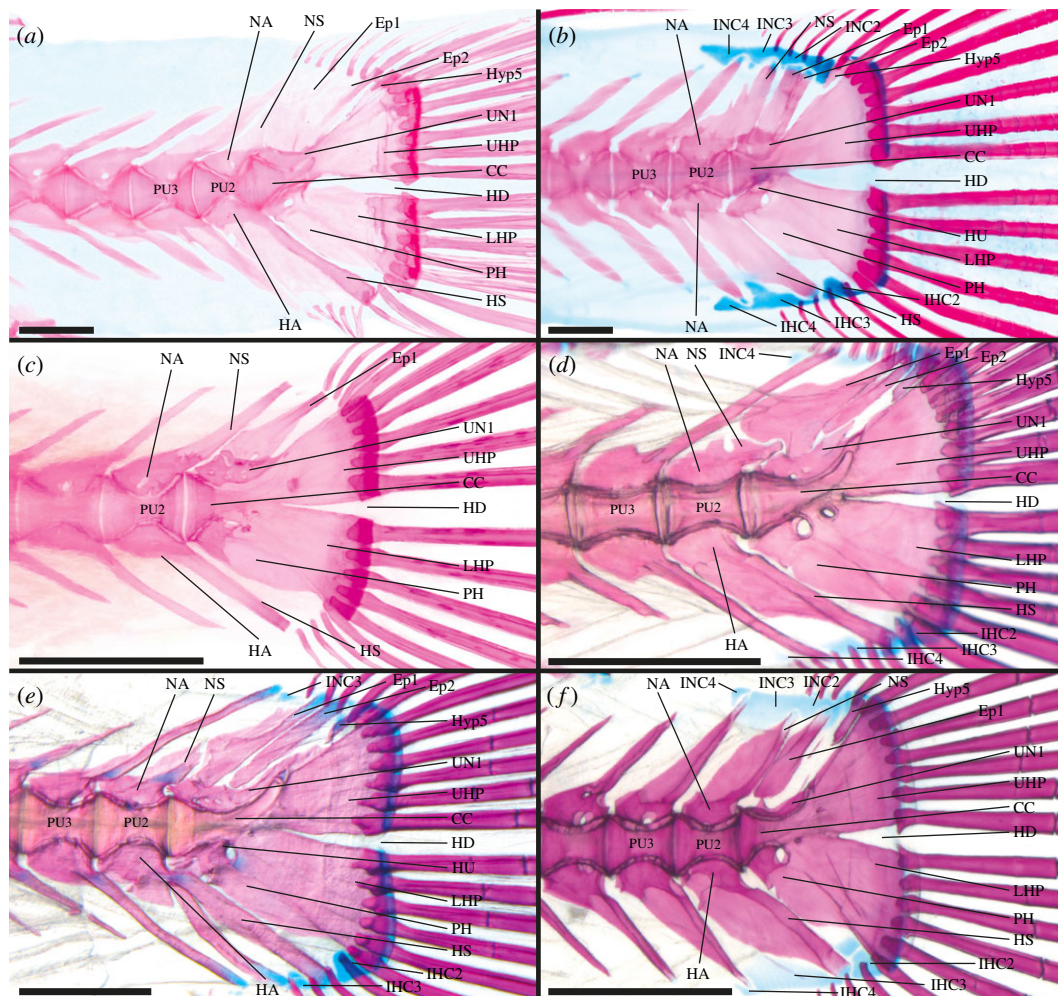 (a)
NA
NS
Ep1
Ep2
Hyp5
UN1
UHP
CC
PU3
PU2
HD
LHP
PH
HS
HA
(b)
INC4
INC3
NS
INC2
Ep1
Ep2
NA
Hyp5
UN1
UHP
CC
PU3
PU2
HD
HU
LHP
PH
IHC2
HS
IHC3
IHC4
NA
(c)
NA
NS
Ep1
UN1
UHP
CC
PU2
HD
LHP
PH
HS
HA
(d)
NA
NS
INC4
Ep1
Ep2
Hyp5
UN1
UHP
CC
PU3
PU2
HD
LHP
PH
HS
HA
IHC2
IHC3
IHC4
(e)
NA
NS
INC3
Ep1
Ep2
Hyp5
UN1
UHP
CC
PU3
PU2
HD
HU
LHP
PH
HS
IHC2
IHC3
HA
(f)
NA
INC4
INC3
INC2
NS
Hyp5
Ep1
UN1
UHP
CC
PU3
PU2
HD
LHP
PH
HS
HA
IHC2
IHC3
IHC4